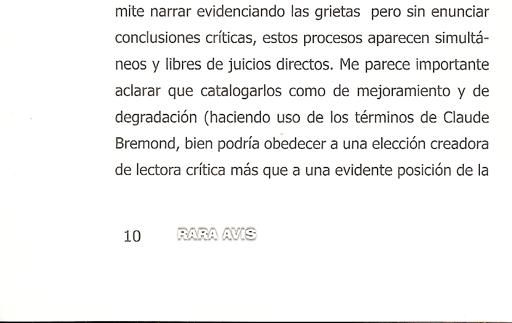 mite narrar evidenciando las grietas pero sin enunciar
conclusiones críticas, estos procesos aparecen simultá-
neos y libres de juicios directos. Me parece importante
aclarar que catalogarlos como de mejoramiento y de
degradación (haciendo uso de los términos de Claude
Bremond, bien podría obedecer a una elección creadora
de lectora crítica más que a una evidente posición de la
10 RARA AVIS